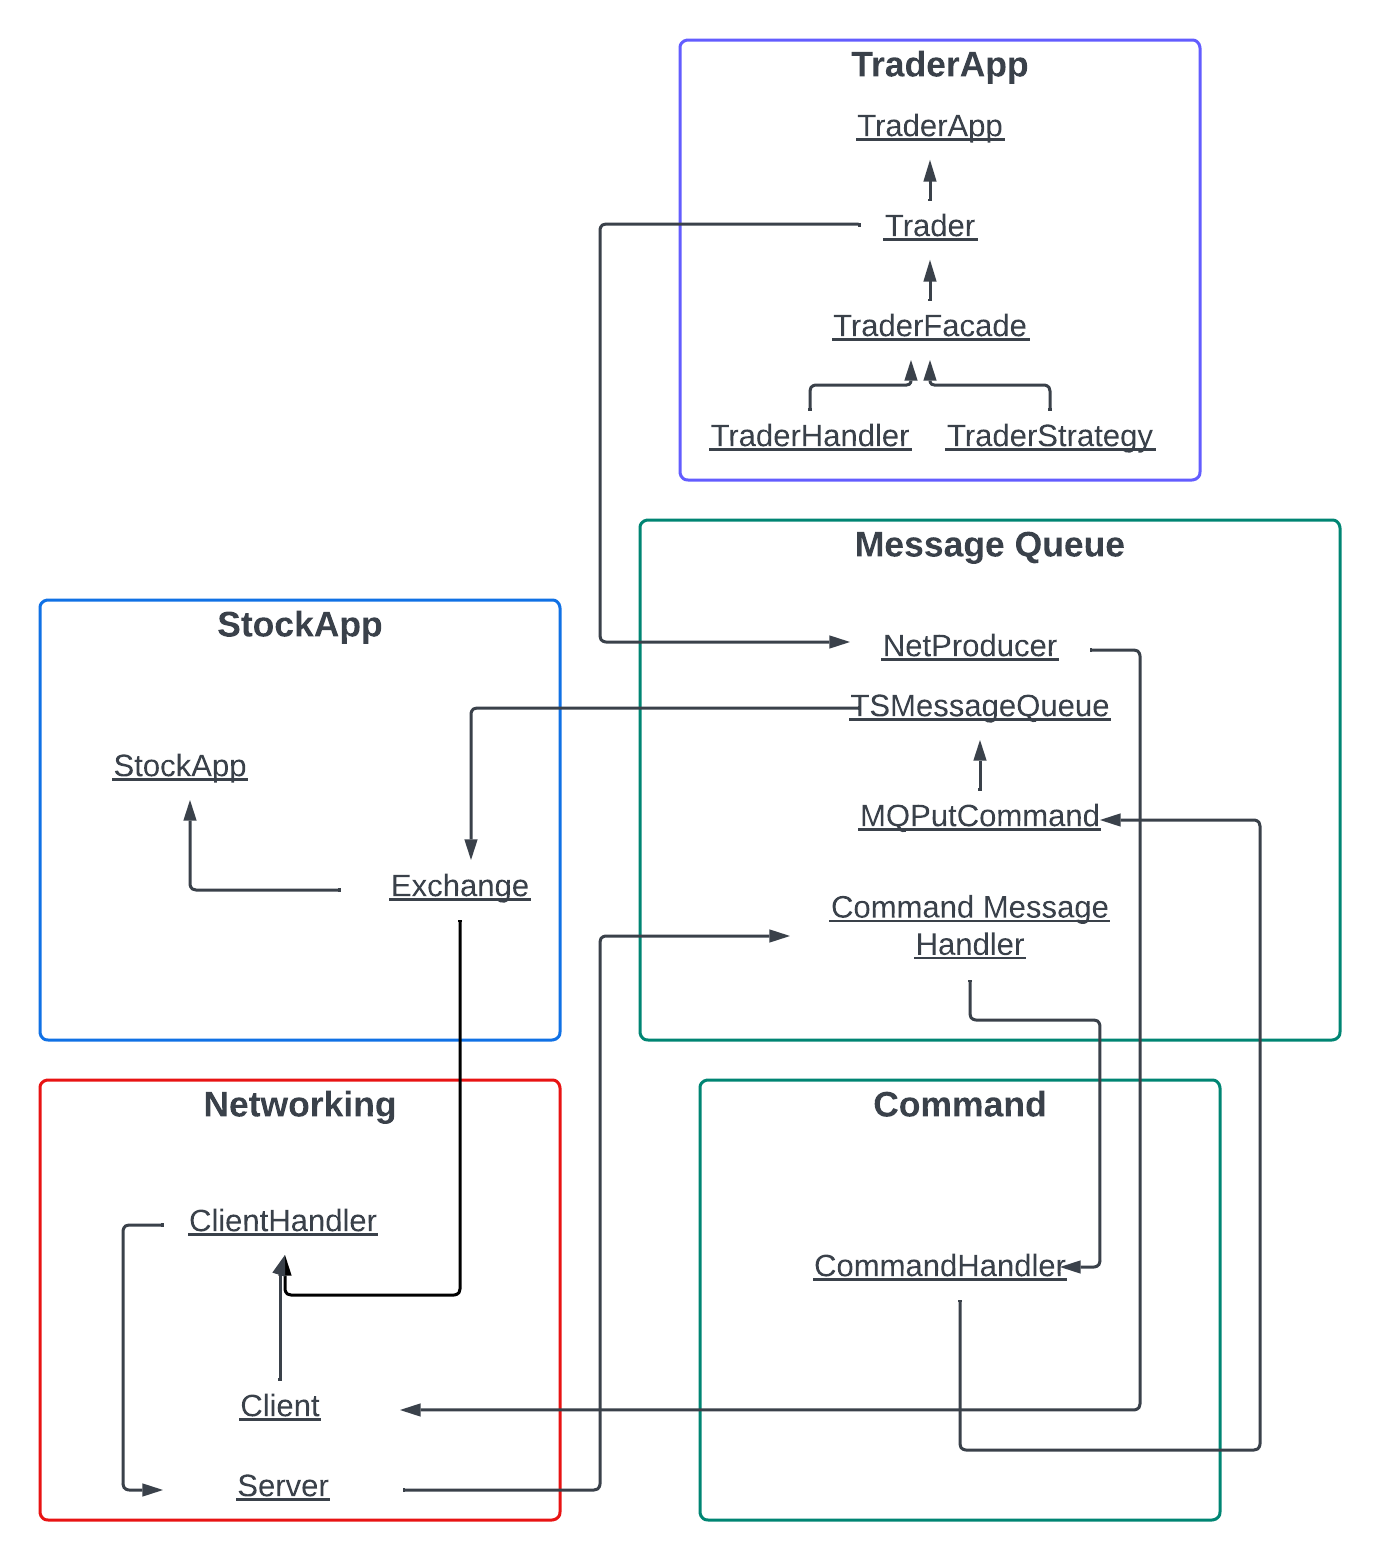 TraderApp
TraderApp
Trader
TraderFacade
TraderHandler TraderStrategy
Message Queue
NetProducer
TSMessageQueue
MQPutCommand
Command Message
Handler
StockApp
StockApp
Exchange
Networking
ClientHandler
Client
Server
Command
CommandHandler